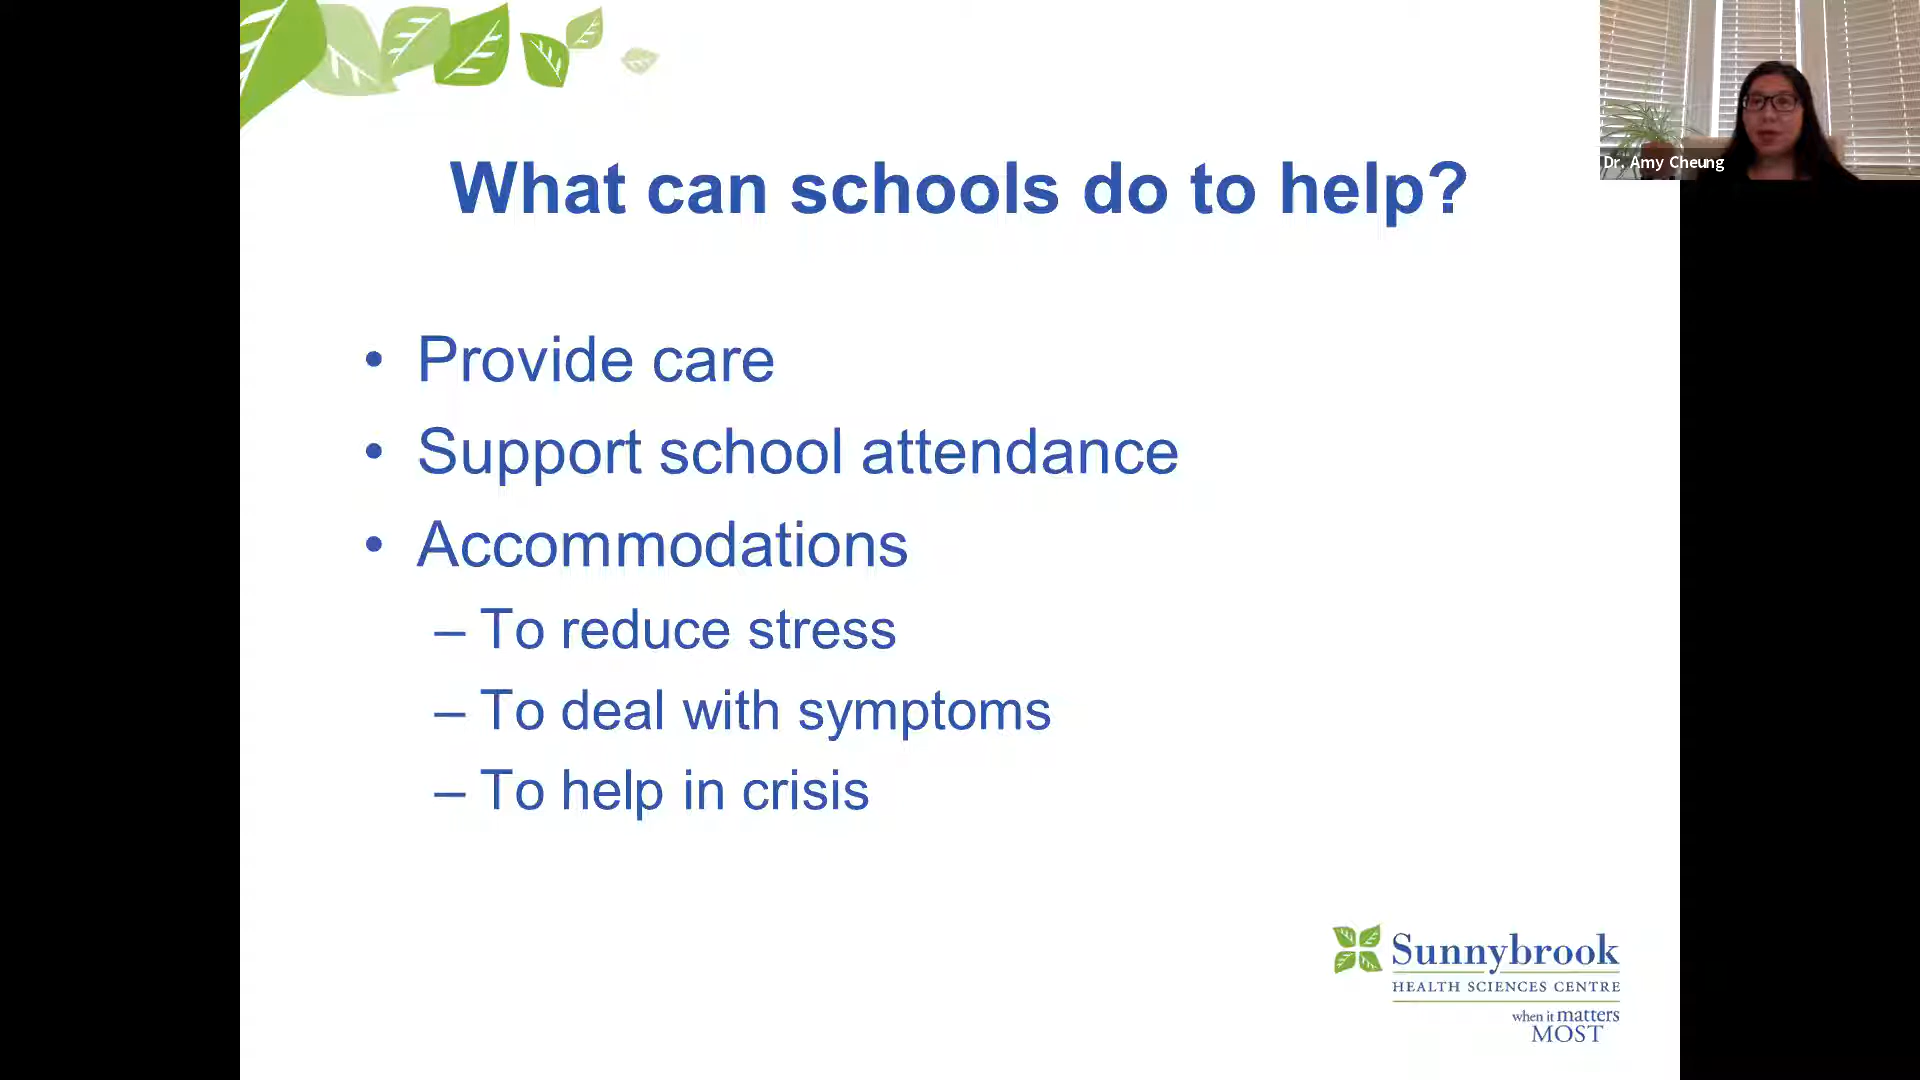 What can schools do to help?
• Provide care
• Support school attendance
• Accommodations
– To reduce stress
– To deal with symptoms
– To help in crisis
Dr. Amy Cheung
Sunnybrook
HEALTH SCIENCES CENTRE
when it matters
MOST